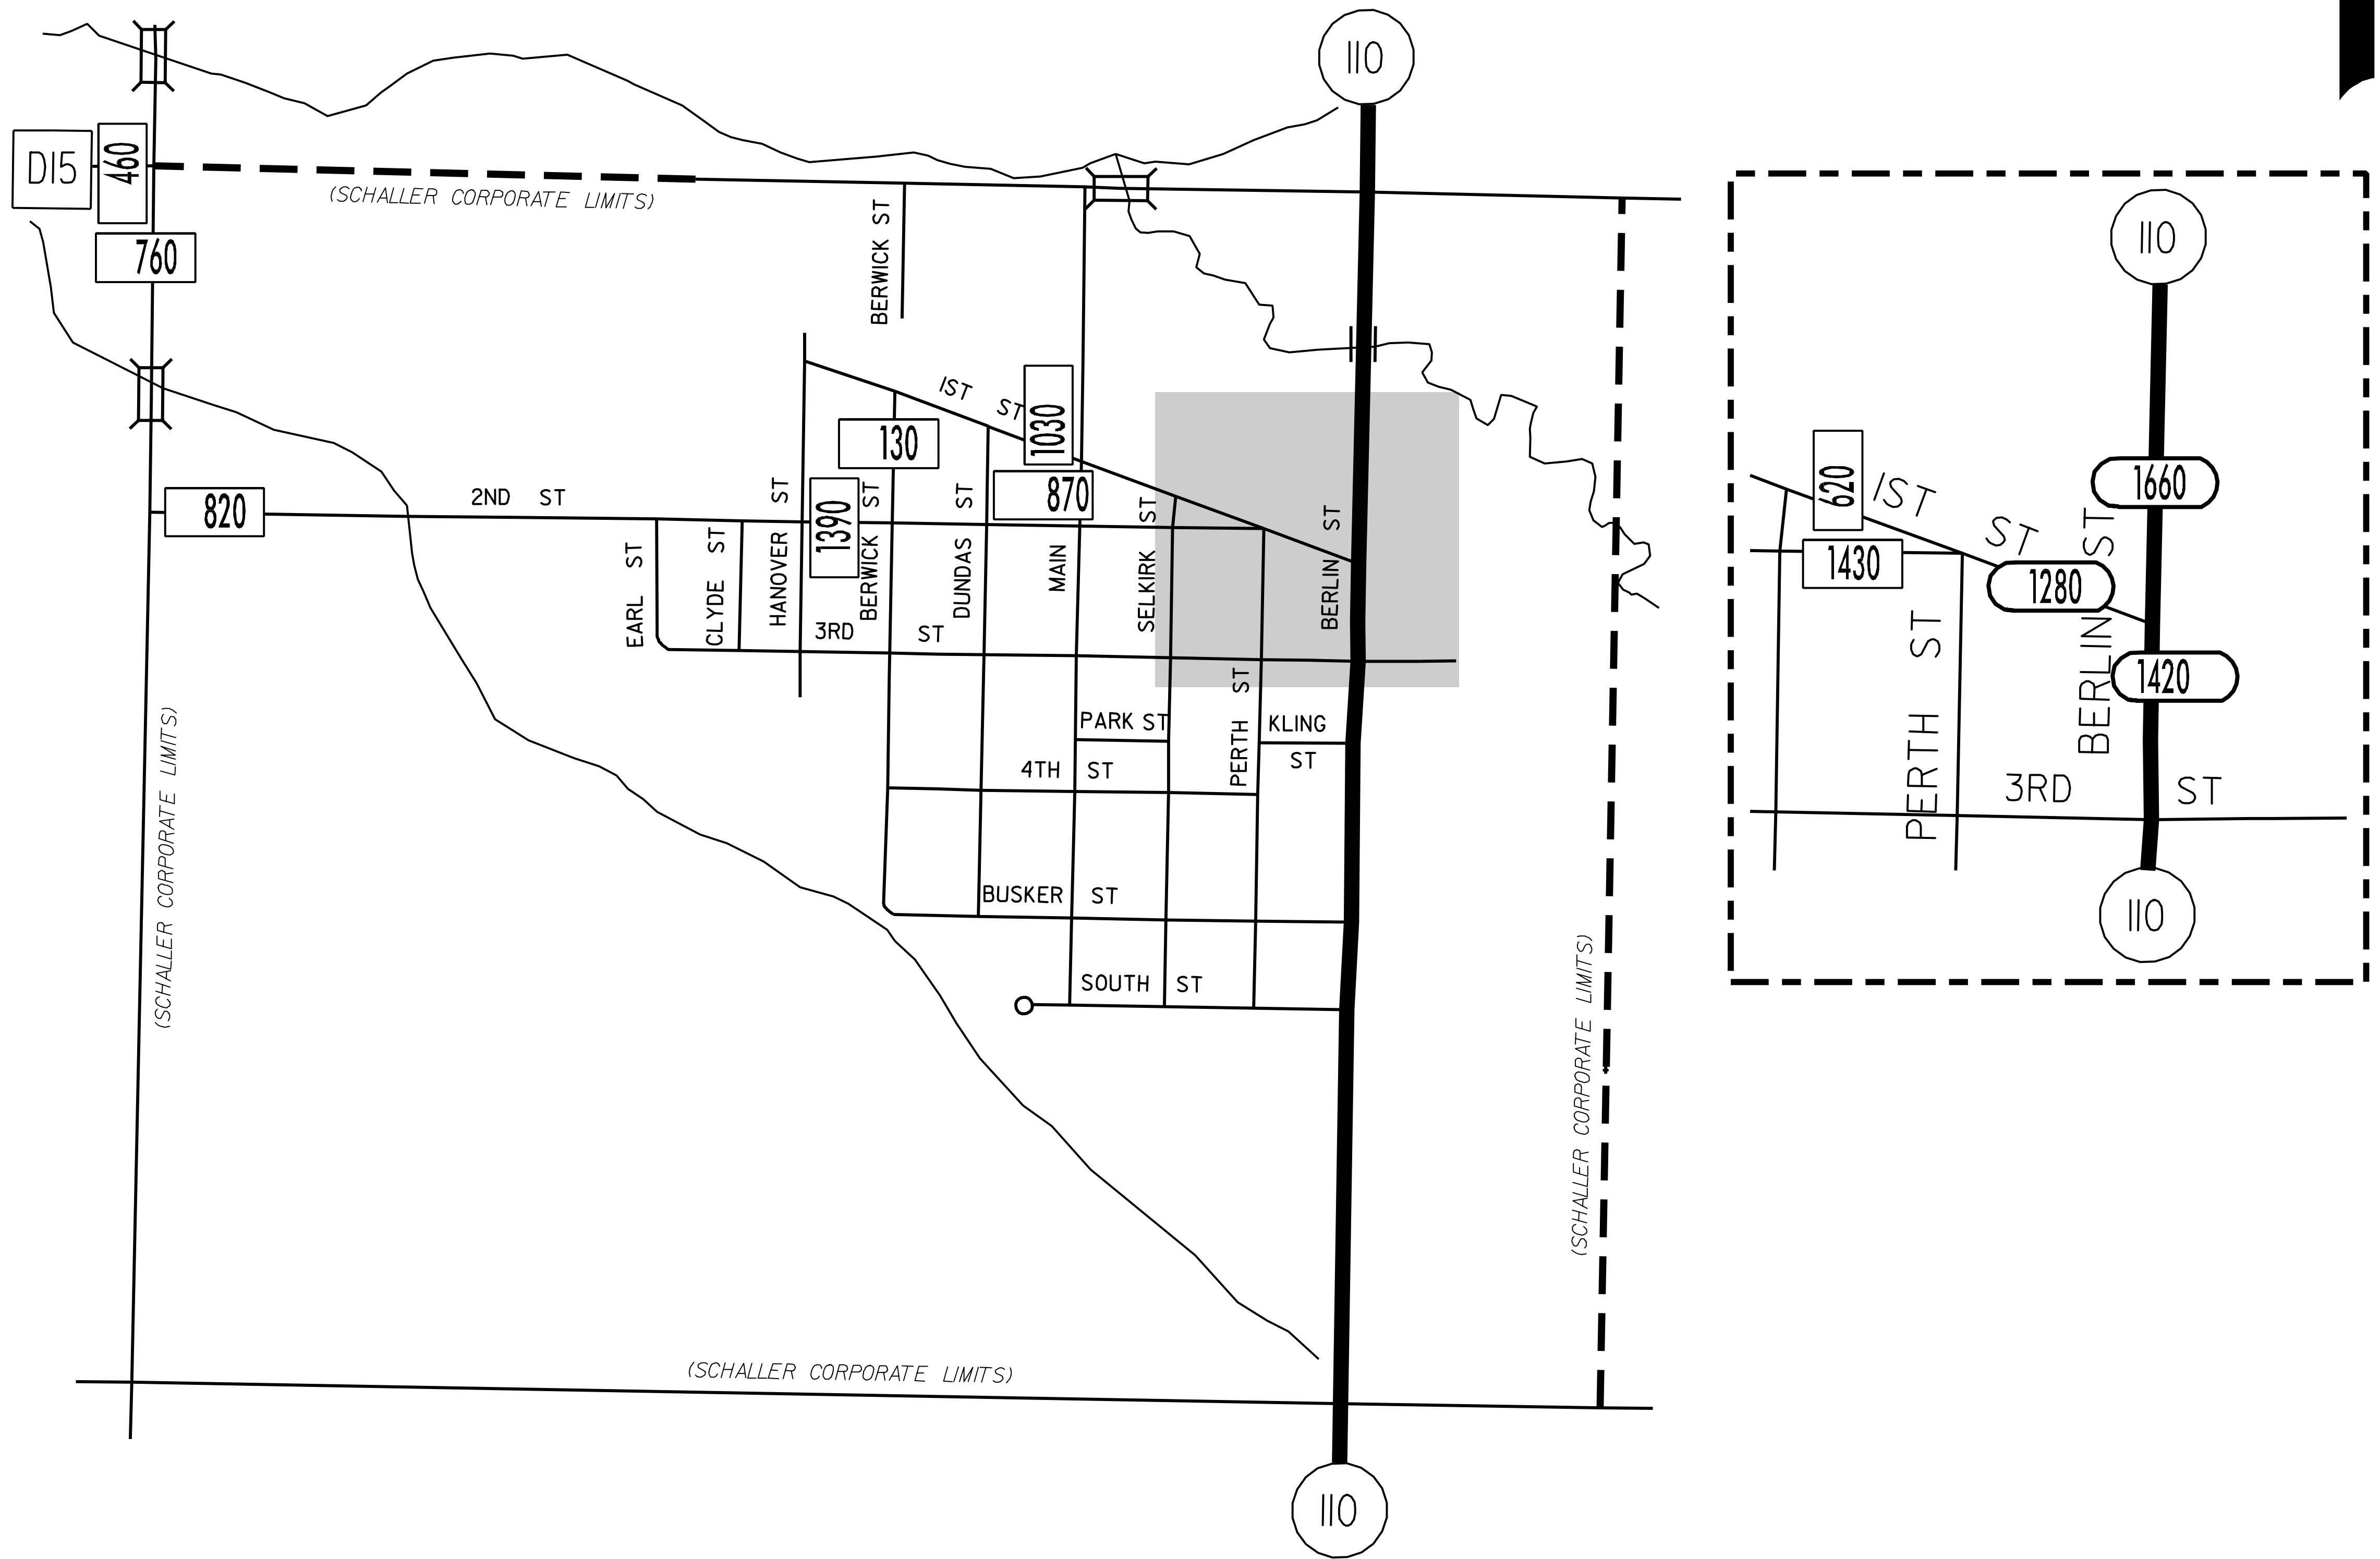 110
D15
460
(SCHALLER CORPORATE LIMITS)
760
BERWICK ST
1ST ST
1030
130
870
820
2ND ST
1390
EARL ST
CLYDE ST
HANOVER ST
BERWICK ST
DUNDAS ST
MAIN
SELKIRK ST
BERLIN ST
3RD ST
PERTH ST
PARK ST
KLING
ST
4TH ST
BUSKER ST
SOUTH ST
(SCHALLER CORPORATE LIMITS)
(SCHALLER CORPORATE LIMITS)
(SCHALLER CORPORATE LIMITS)
110
110
1660
620
1ST ST
1430
1280
BERLIN ST
1420
PERTH ST
3RD ST
110